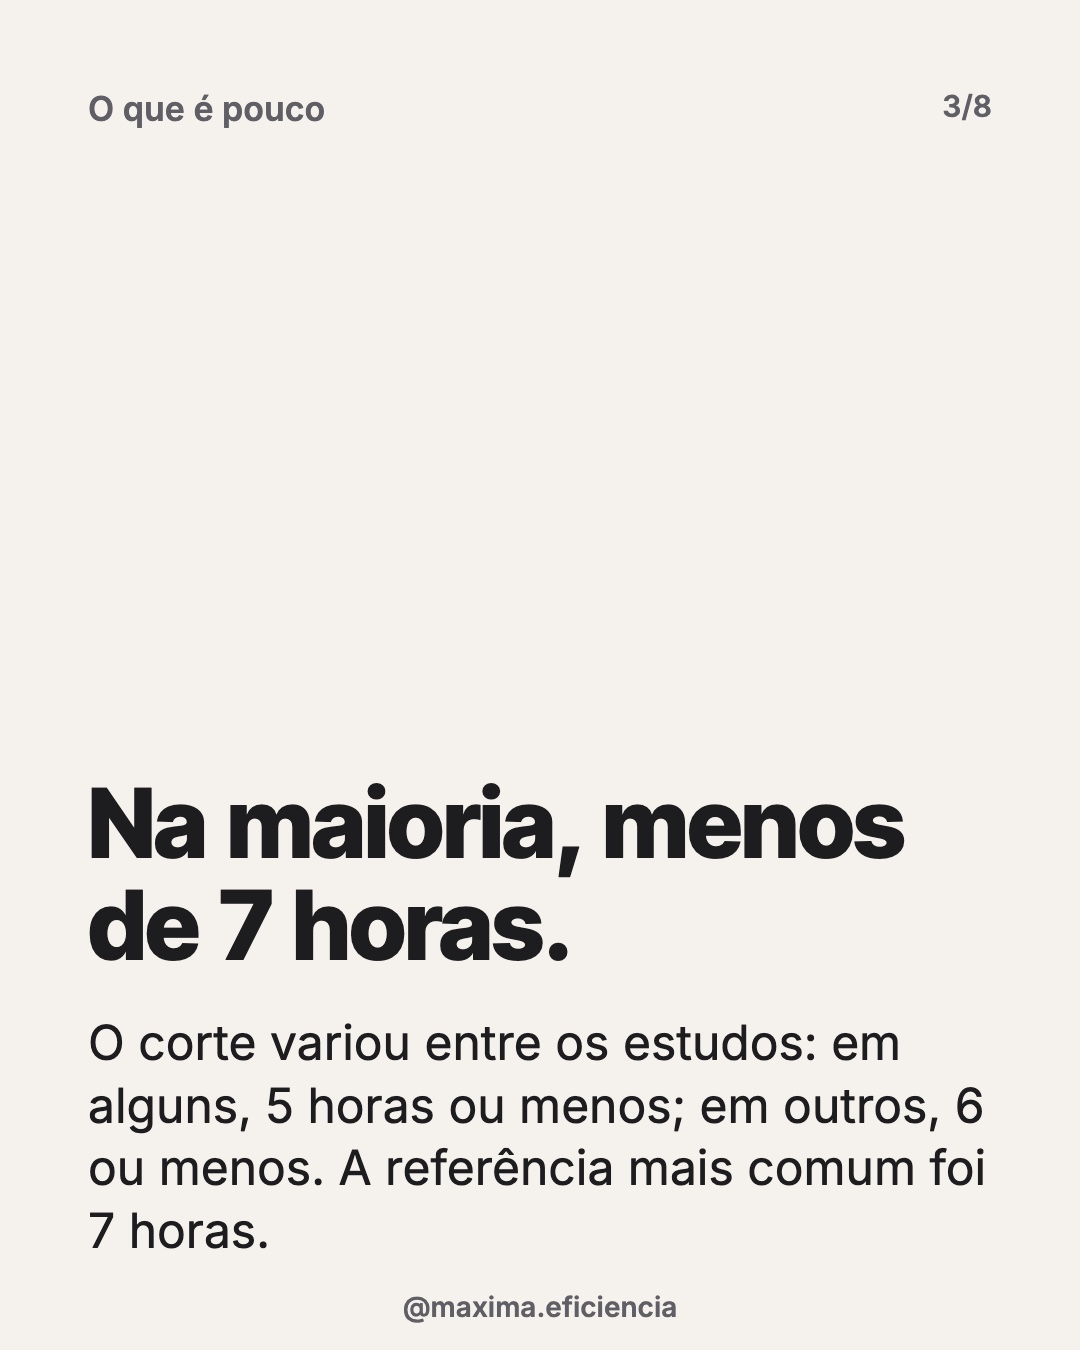 O que é pouco
3/8
Na maioria, menos
de 7 horas.
O corte variou entre os estudos: em
alguns, 5 horas ou menos; em outros, 6
ou menos. A referência mais comum foi
7 horas.
@maxima.eficiencia